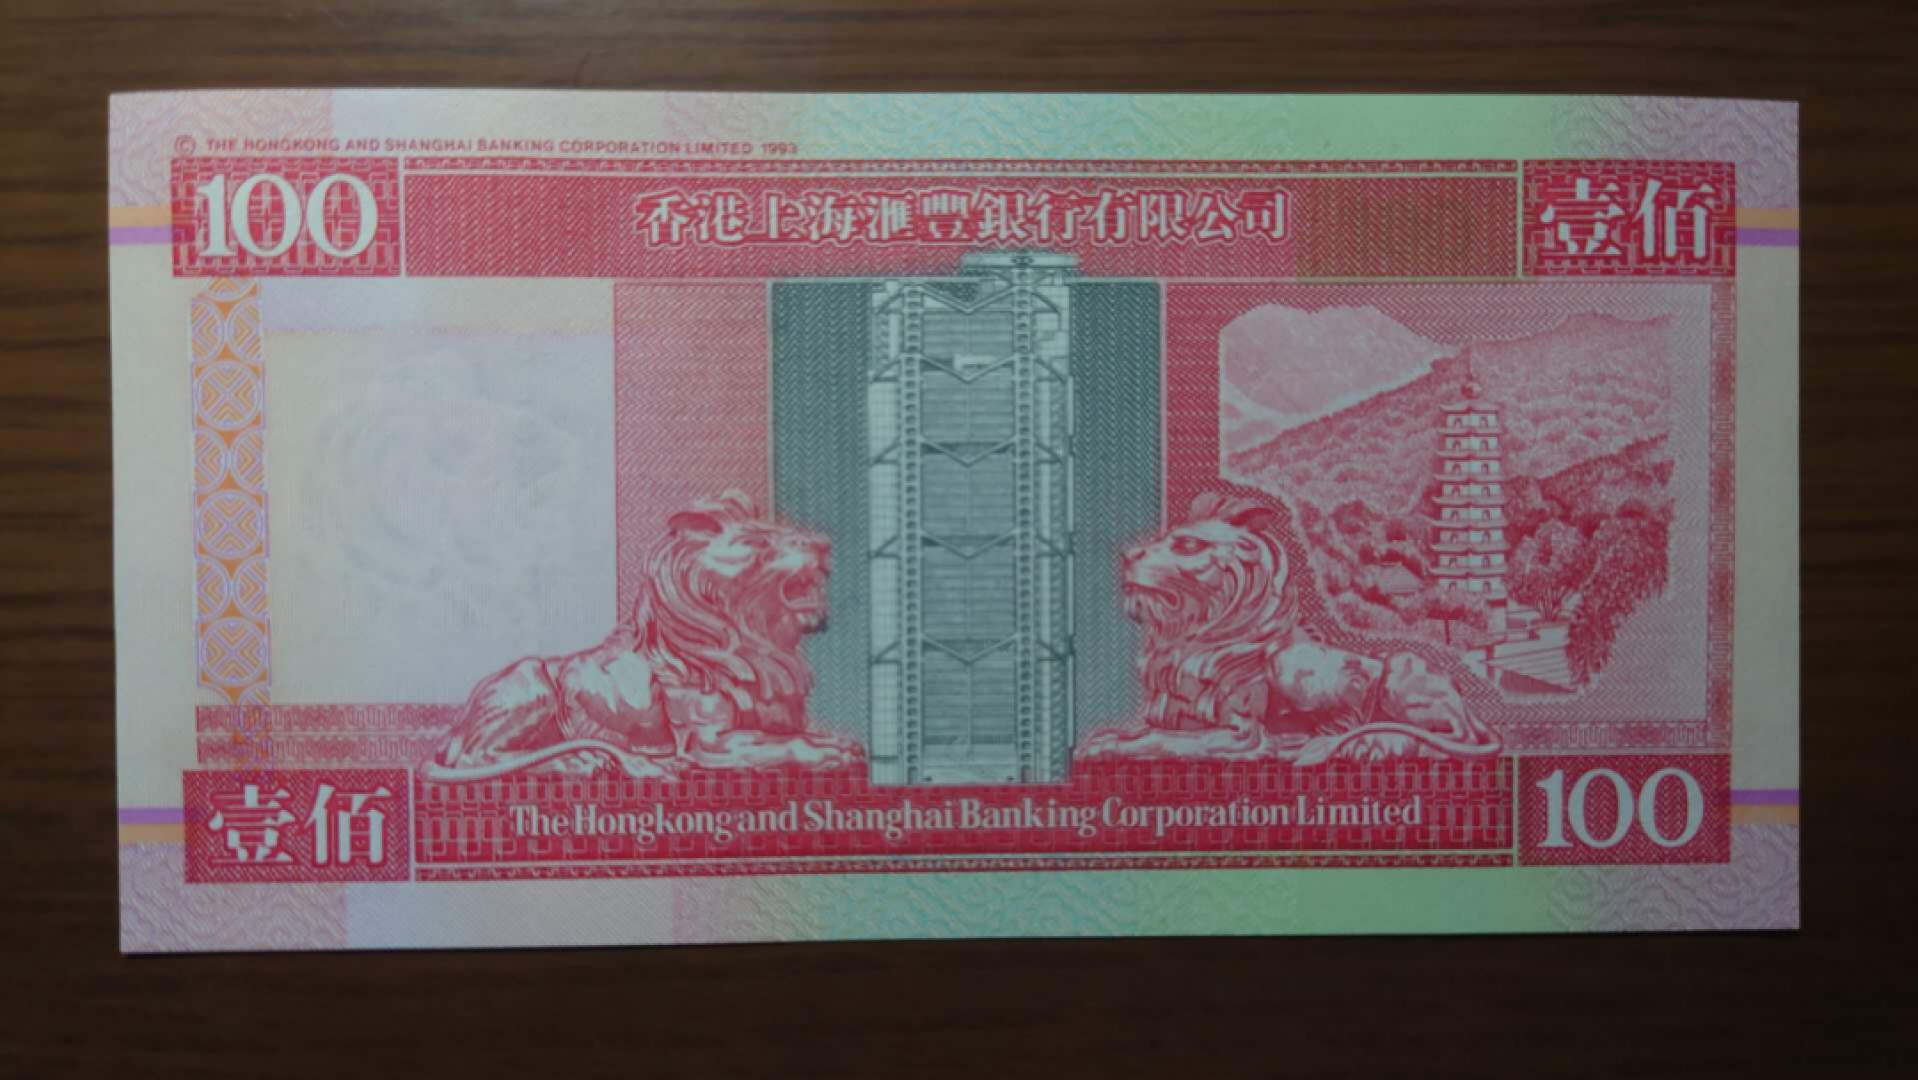 © THE HONGKONG AND SHANGHAI BANKING CORPORATION LIMITED 1993
100
香港上海滙豐銀行有限公司
壹佰
壹佰
The Hongkong and Shanghai Banking Corporation Limited
100